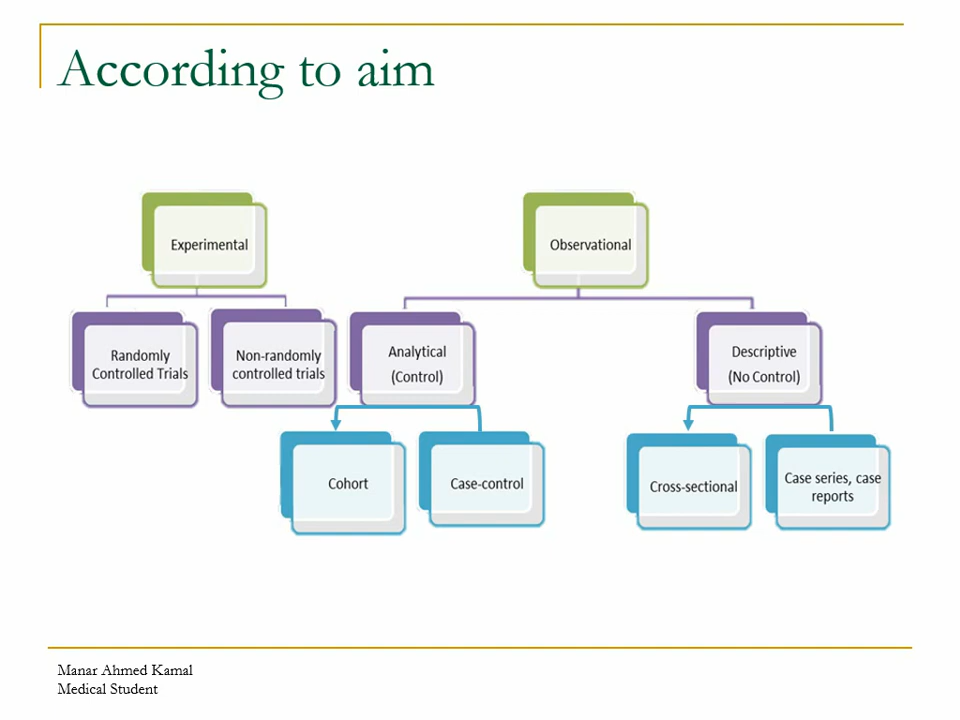 According to aim
Experimental
Observational
Randomly
Controlled Trials
Non-randomly
controlled trials
Analytical
(Control)
Descriptive
(No Control)
Cohort
Case-control
Cross-sectional
Case series, case
reports
Manar Ahmed Kamal
Medical Student